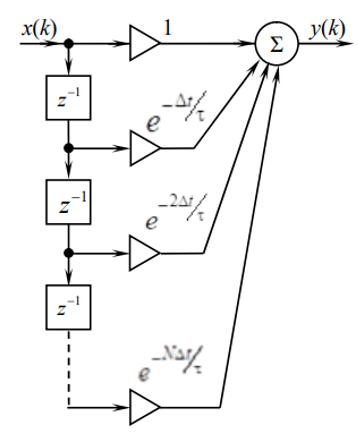 x(k) 1 Σ y(k)
z⁻¹
e^{-Δt/τ}
z⁻¹
e^{-2Δt/τ}
z⁻¹
e^{-NΔt/τ}